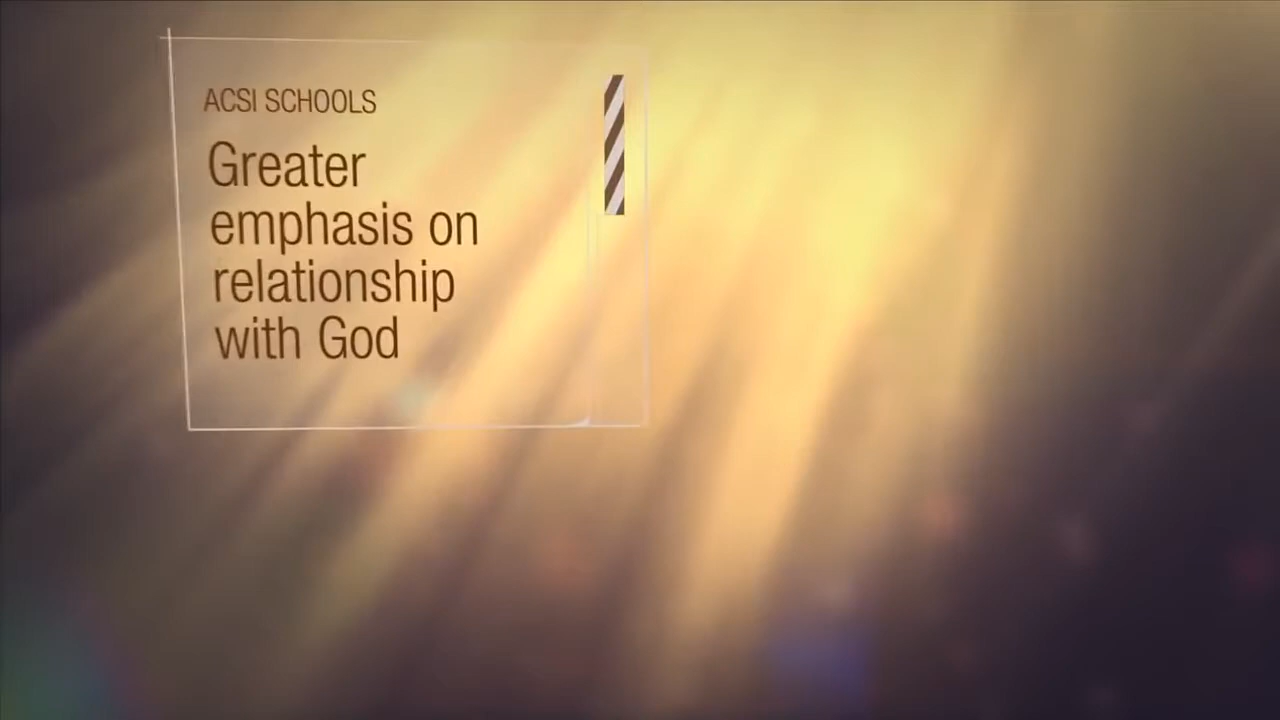 ACSI SCHOOLS
Greater
emphasis on
relationship
with God